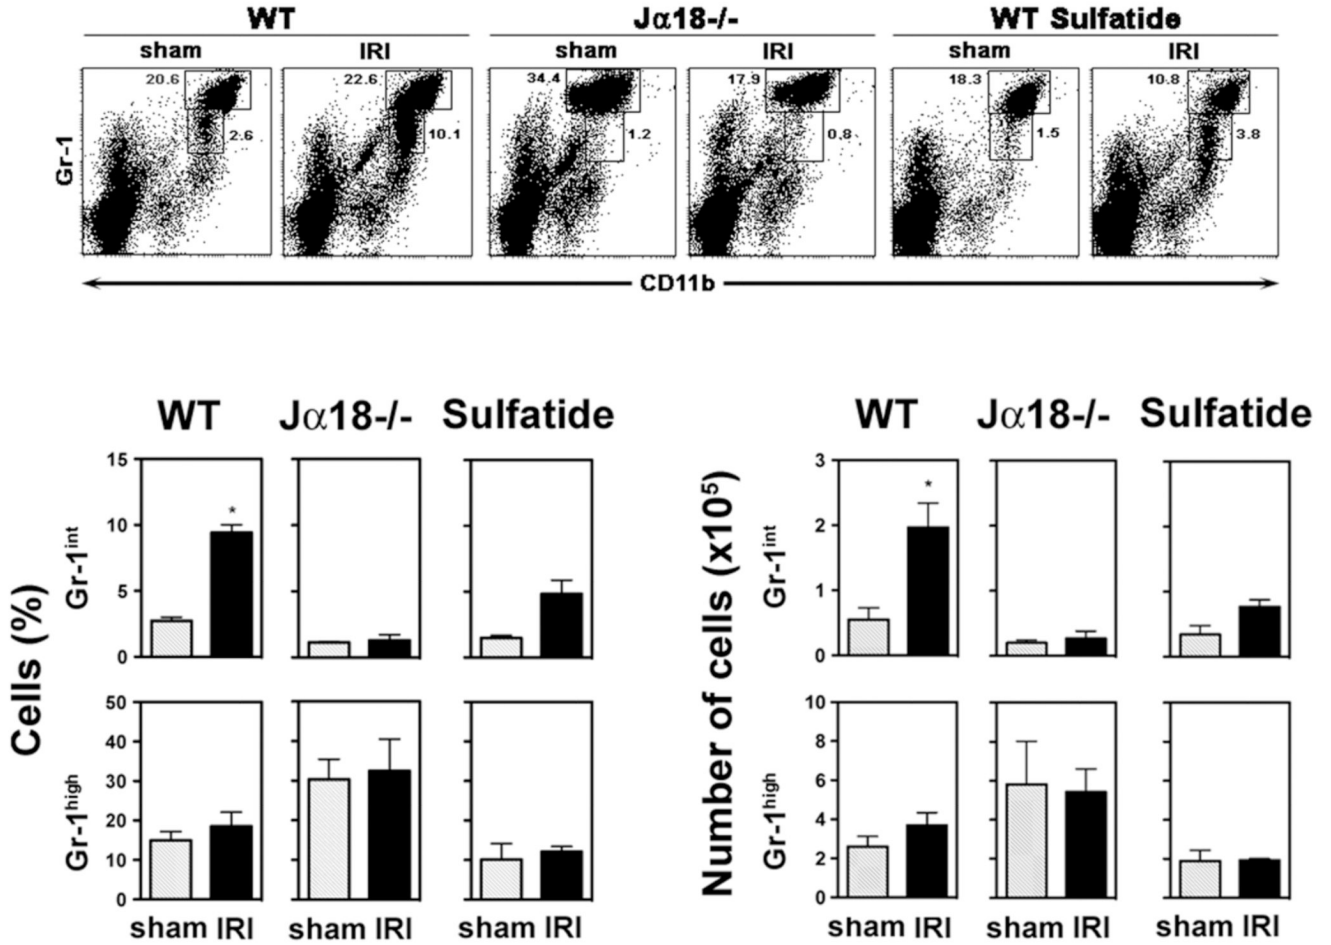 WT Jα18-/- WT Sulfatide
sham IRI sham IRI sham IRI
20.6 22.6 34.4 17.9 18.3 10.8
2.6 10.1 1.2 0.8 1.5 3.8
Gr-1
CD11b
WT Jα18-/- Sulfatide
Cells (%)
Gr-1int
15
*
10
5
0
Gr-1high
50
40
30
20
10
0
sham IRI sham IRI sham IRI
WT Jα18-/- Sulfatide
Number of cells (x10⁵)
Gr-1int
3
*
2
1
0
Gr-1high
10
8
6
4
2
0
sham IRI sham IRI sham IRI